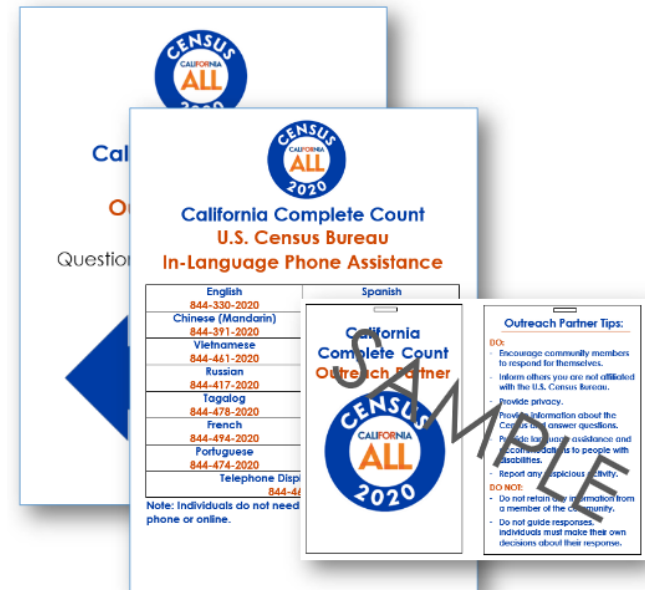 CENSUS
CALIFORNIA
ALL
Cal
Question
CENSUS
CALIFORNIA
ALL
2020
California Complete Count
U.S. Census Bureau
In-Language Phone Assistance
English
844-330-2020
Spanish
Chinese (Mandarin)
844-391-2020
Vietnamese
844-461-2020
Russian
844-417-2020
Tagalog
844-478-2020
French
844-494-2020
Portuguese
844-474-2020
Telephone
Note: Individuals do not need
phone or online.
California
Complete Count
Outreach Partner
CENSUS
CALIFORNIA
ALL
2020
Outreach Partner Tips:
DO:
- Encourage community members
to respond for themselves.
- Inform others you are not affiliated
with the U.S. Census Bureau.
- Provide privacy.
- Provide information about the
Census and answer questions.
- Provide language assistance and
accommodations to people with
disabilities.
- Report any suspicious activity.
DO NOT:
- Do not retain any information from
a member of the community.
- Do not guide responses,
individuals must make their own
decisions about their response.
SAMPLE